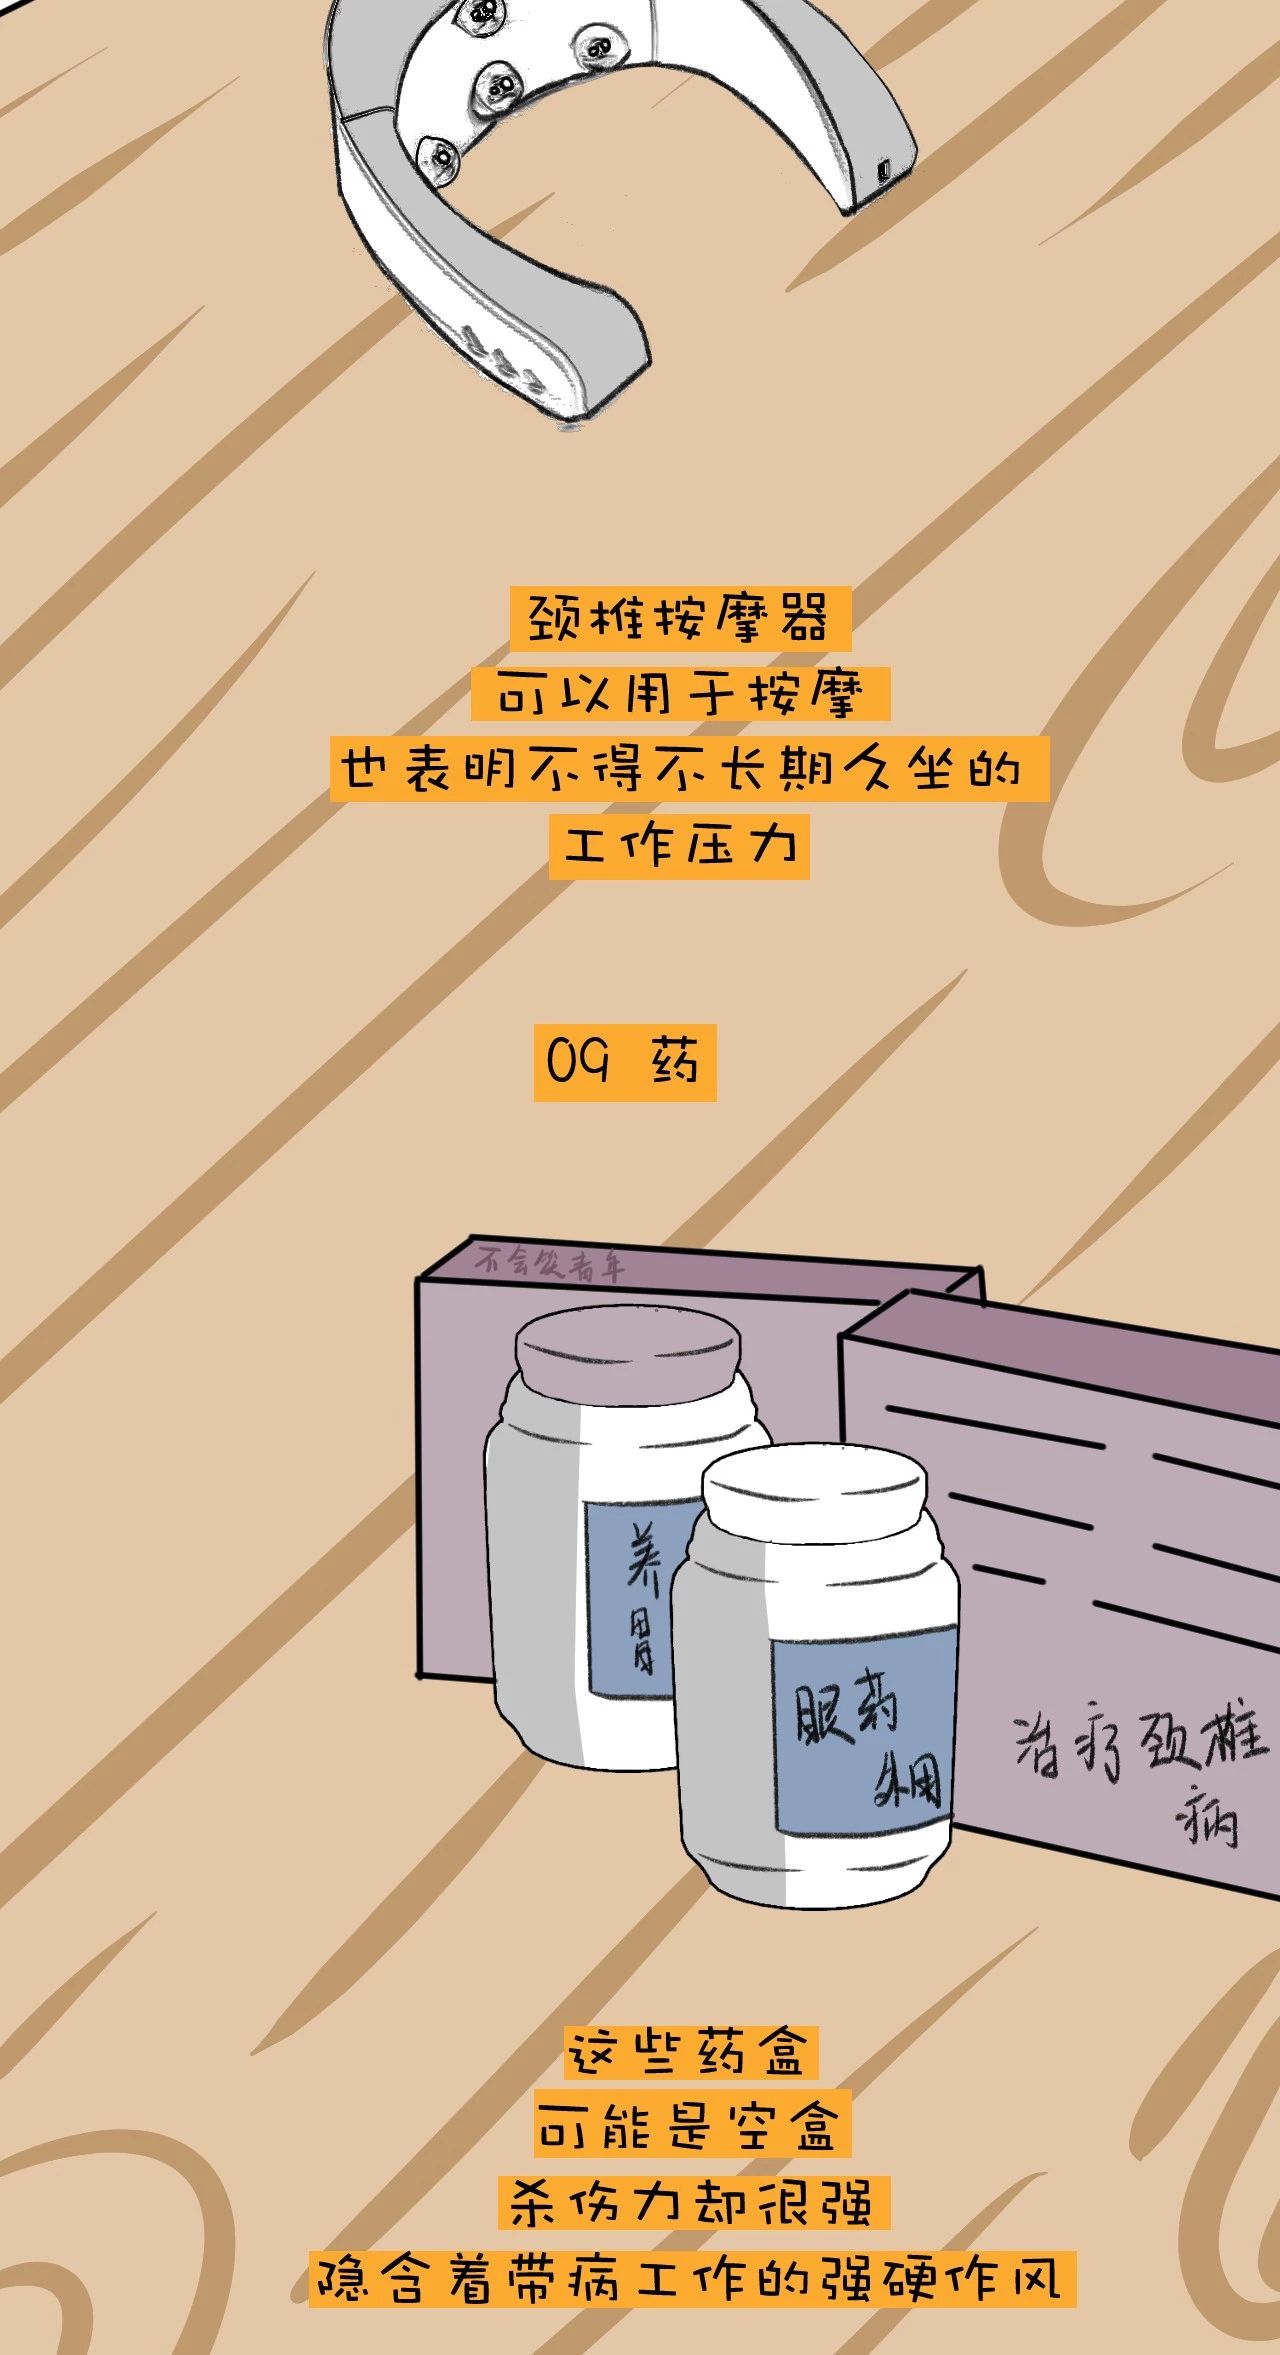 颈椎按摩器
可以用于按摩
也表明不得不长期久坐的
工作压力
09 药
不会笑青年
养胃
眼药
外用
治疗颈椎
病
这些药盒
可能是空盒
杀伤力却很强
隐含着带病工作的强硬作风